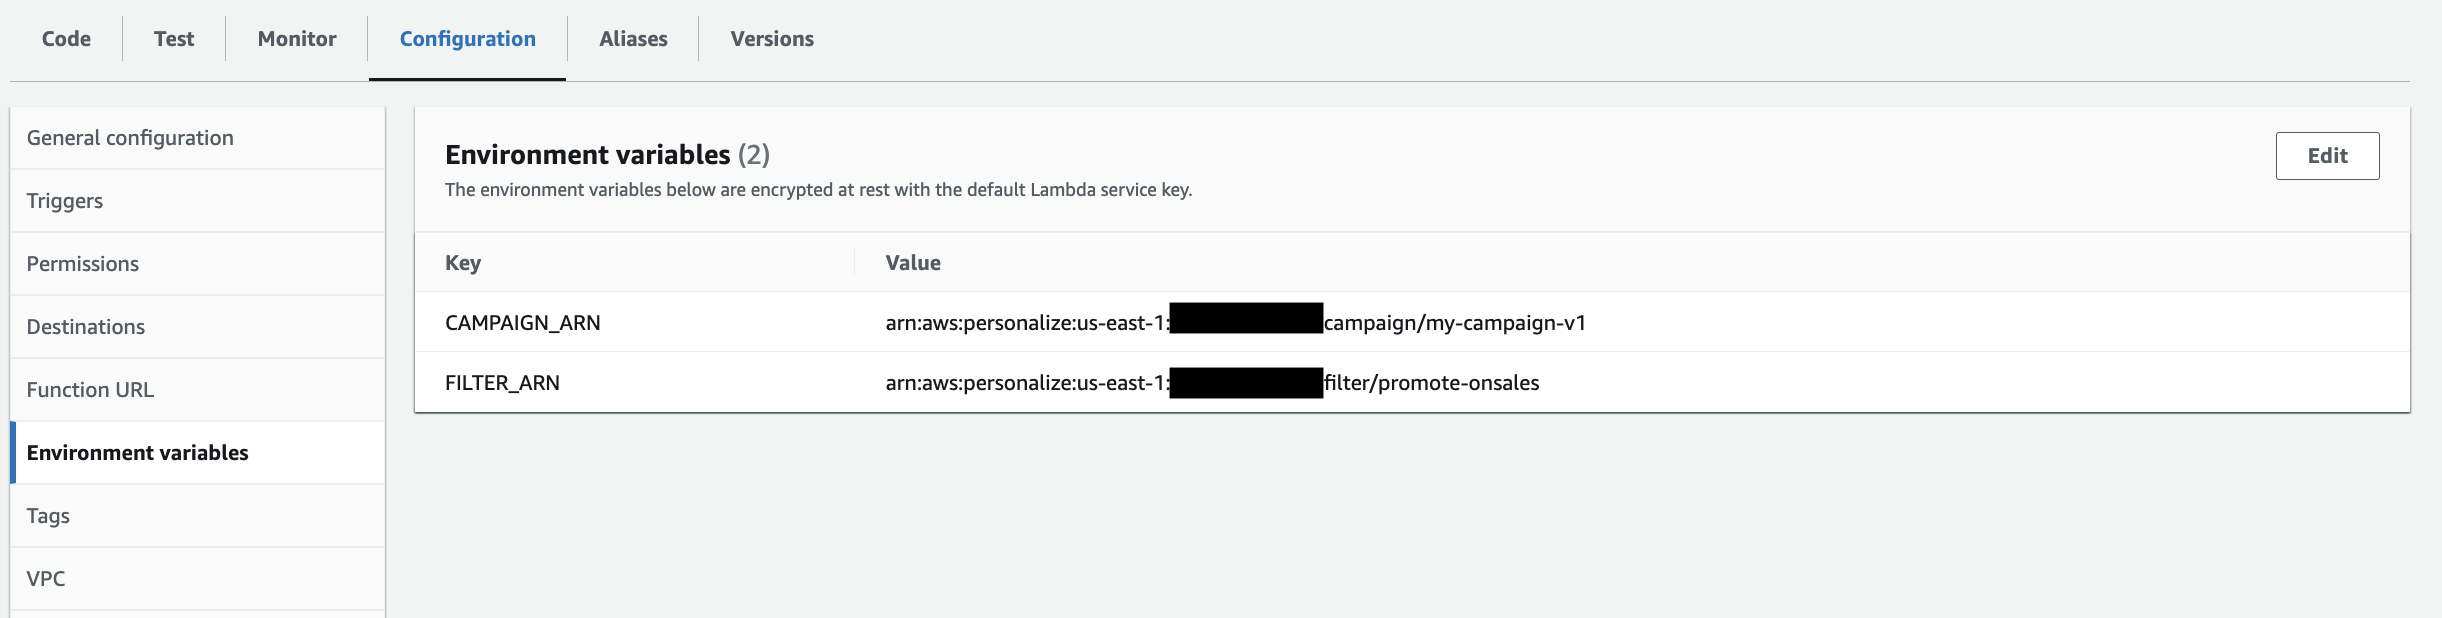 Code Test Monitor Configuration Aliases Versions
General configuration
Triggers
Permissions
Destinations
Function URL
Environment variables
Tags
VPC
Environment variables (2)
Edit
The environment variables below are encrypted at rest with the default Lambda service key.
Key Value
CAMPAIGN_ARN arn:aws:personalize:us-east-1: campaign/my-campaign-v1
FILTER_ARN arn:aws:personalize:us-east-1: filter/promote-onsales